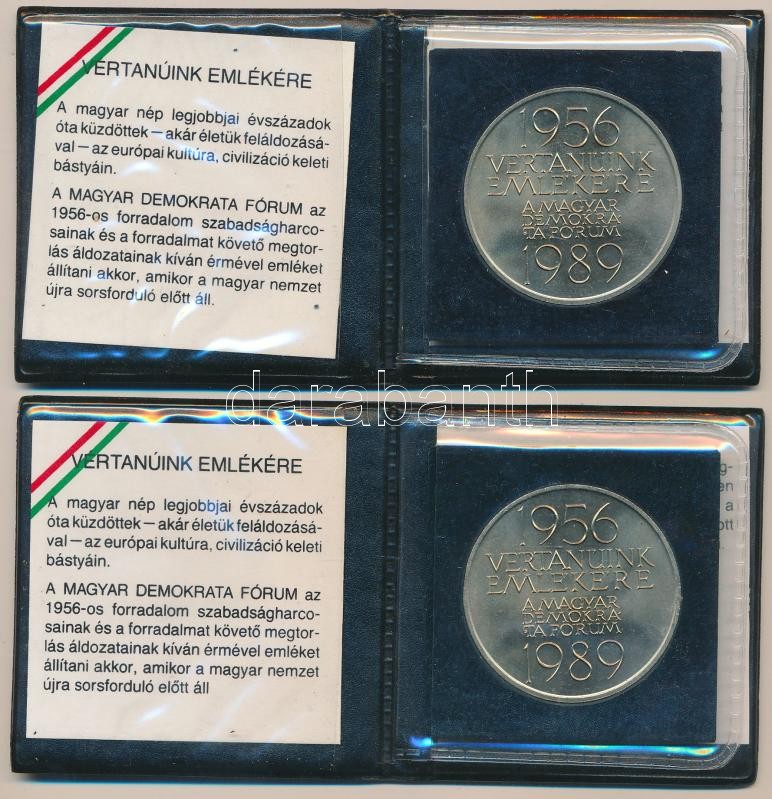 VÉRTANÚINK EMLÉKÉRE
A magyar nép legjobbjai évszázadok
óta küzdöttek — akár életük feláldozásá-
val — az európai kultúra, civilizáció keleti
bástyáin.
A MAGYAR DEMOKRATA FÓRUM az
1956-os forradalom szabadságharco-
sainak és a forradalmat követő megtor-
lás áldozatainak kíván érmével emléket
állítani akkor, amikor a magyar nemzet
újra sorsforduló előtt áll.
1956
VÉRTANÚINK
EMLÉKÉRE
A MAGYAR
DEMOKRA
TA FÓRUM
1989
darabanth
VÉRTANÚINK EMLÉKÉRE
A magyar nép legjobbjai évszázadok
óta küzdöttek — akár életük feláldozásá-
val — az európai kultúra, civilizáció keleti
bástyáin.
A MAGYAR DEMOKRATA FÓRUM az
1956-os forradalom szabadságharco-
sainak és a forradalmat követő megtor-
lás áldozatainak kíván érmével emléket
állítani akkor, amikor a magyar nemzet
újra sorsforduló előtt áll
1956
VÉRTANÚINK
EMLÉKÉRE
A MAGYAR
DEMOKRA
TA FÓRUM
1989